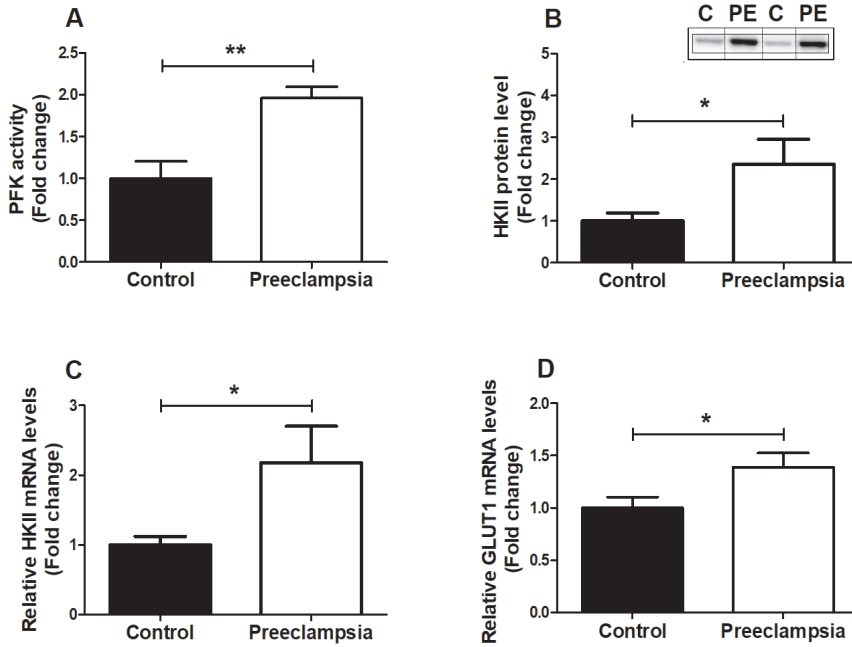 A
PFK activity
(Fold change)
2.5
2.0
1.5
1.0
0.5
0.0
**
Control
Preeclampsia
B
C PE C PE
HKII protein level
(Fold change)
5
4
3
2
1
0
*
Control
Preeclampsia
C
Relative HKII mRNA levels
(Fold change)
3
2
1
0
*
Control
Preeclampsia
D
Relative GLUT1 mRNA levels
(Fold change)
2.0
1.5
1.0
0.5
0.0
*
Control
Preeclampsia